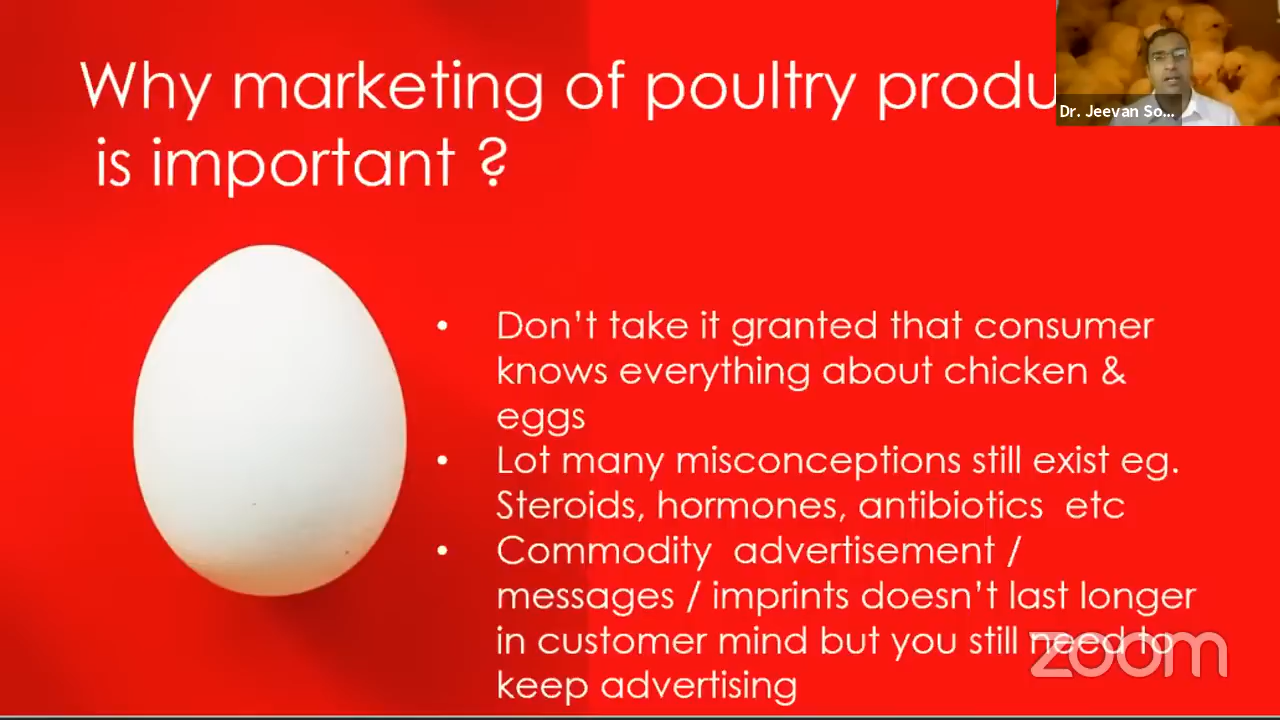 Why marketing of poultry produ
is important ?
Dr. Jeevan So...
• Don't take it granted that consumer
knows everything about chicken &
eggs
• Lot many misconceptions still exist eg.
Steroids, hormones, antibiotics etc
• Commodity advertisement /
messages / imprints doesn't last longer
in customer mind but you still need to
keep advertising
zoom